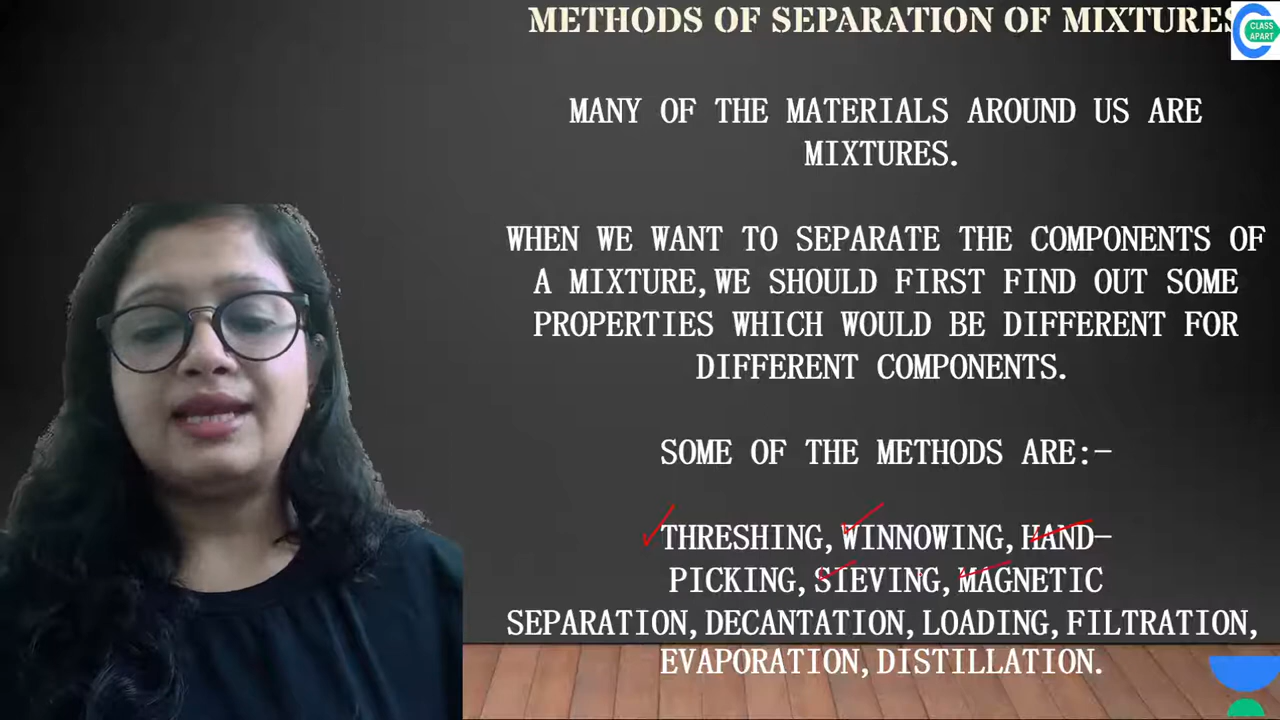 METHODS OF SEPARATION OF MIXTURES
CLASS
APART
MANY OF THE MATERIALS AROUND US ARE
MIXTURES.
WHEN WE WANT TO SEPARATE THE COMPONENTS OF
A MIXTURE,WE SHOULD FIRST FIND OUT SOME
PROPERTIES WHICH WOULD BE DIFFERENT FOR
DIFFERENT COMPONENTS.
SOME OF THE METHODS ARE:-
THRESHING,WINNOWING,HAND-
PICKING,SIEVING,MAGNETIC
SEPARATION,DECANTATION,LOADING,FILTRATION,
EVAPORATION,DISTILLATION.